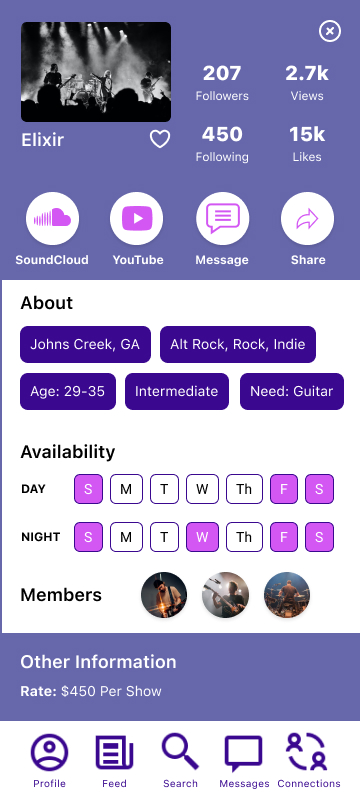 207
Followers
2.7k
Views
Elixir
450
Following
15k
Likes
SoundCloud
YouTube
Message
Share
About
Johns Creek, GA
Alt Rock, Rock, Indie
Age: 29-35
Intermediate
Need: Guitar
Availability
DAY S M T W Th F S
NIGHT S M T W Th F S
Members
Other Information
Rate: $450 Per Show
Profile
Feed
Search
Messages
Connections